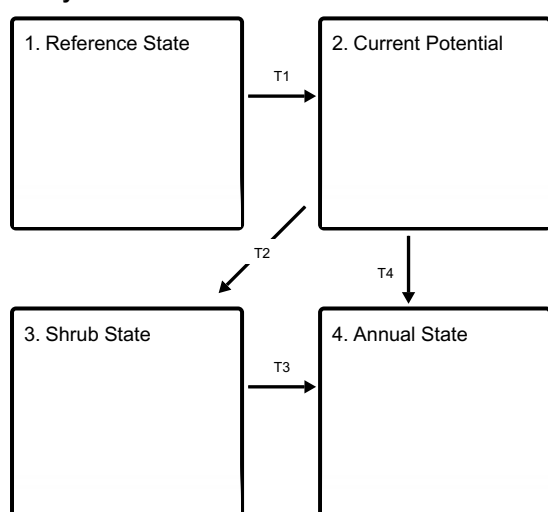 1. Reference State
2. Current Potential
T1
T2
T4
3. Shrub State
4. Annual State
T3